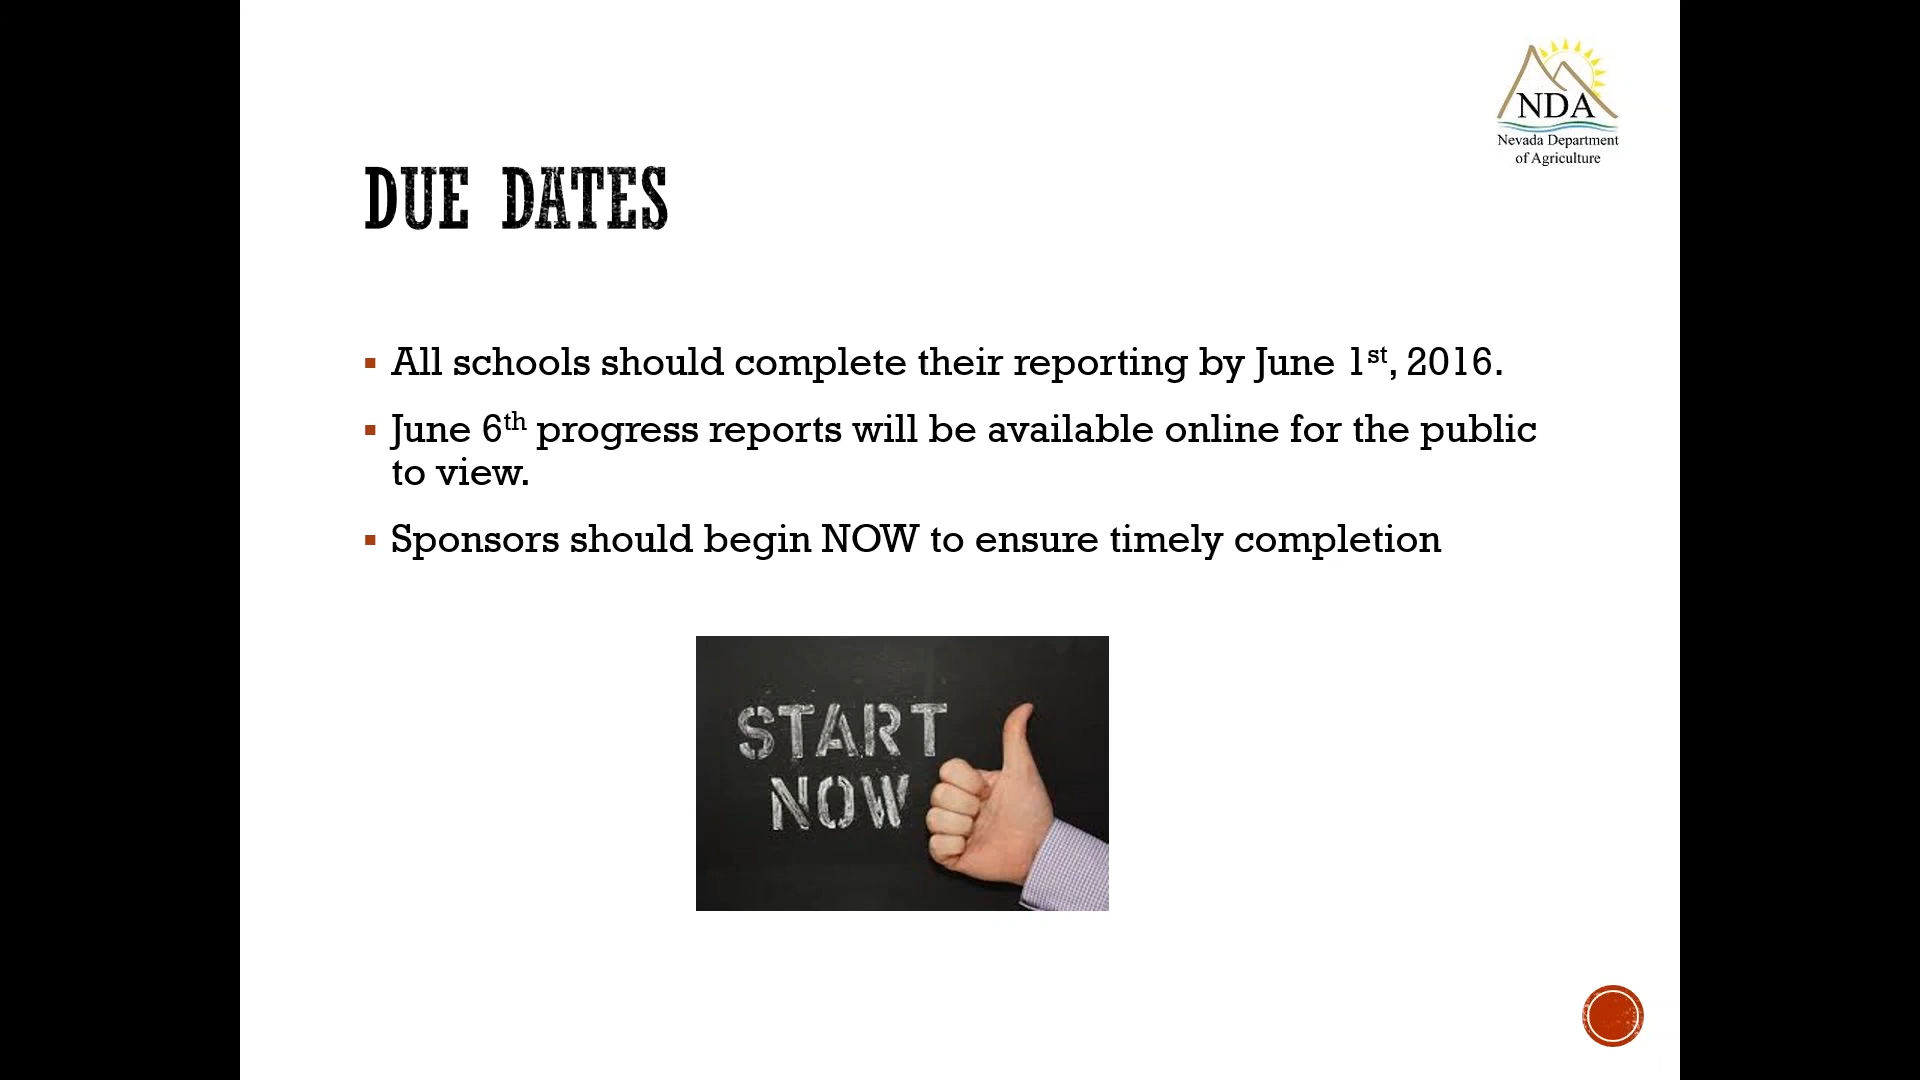 NDA
Nevada Department
of Agriculture
DUE DATES
All schools should complete their reporting by June 1st, 2016.
June 6th progress reports will be available online for the public
to view.
Sponsors should begin NOW to ensure timely completion
START
NOW